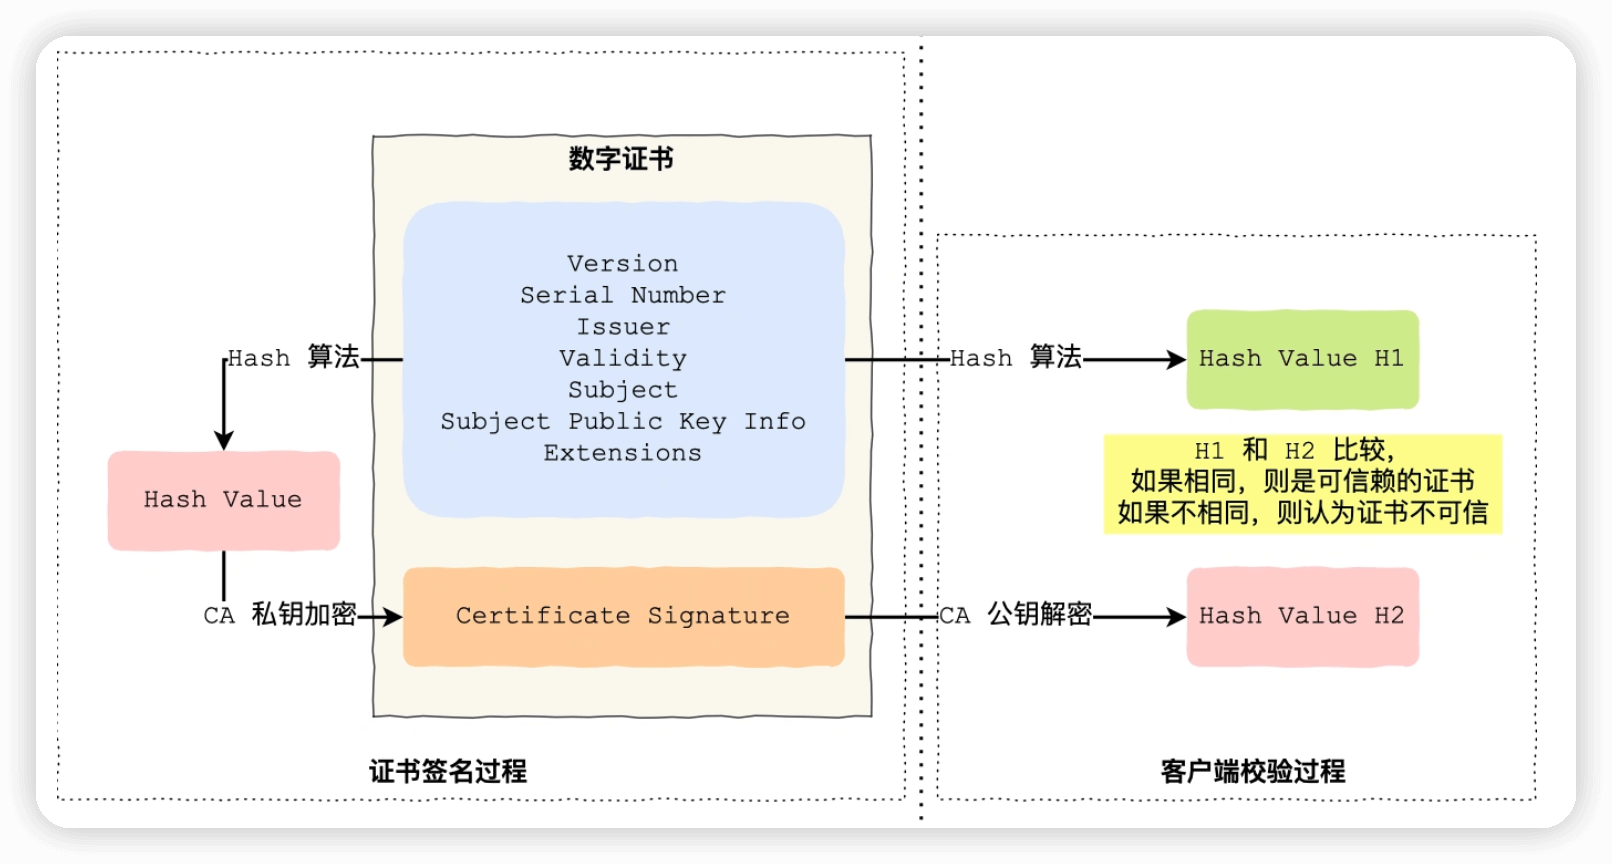 数字证书
Version
Serial Number
Issuer
Validity
Subject
Subject Public Key Info
Extensions
Hash 算法
Hash Value
CA 私钥加密
Certificate Signature
证书签名过程
Hash 算法
Hash Value H1
H1 和 H2 比较，
如果相同，则是可信赖的证书
如果不相同，则认为证书不可信
CA 公钥解密
Hash Value H2
客户端校验过程